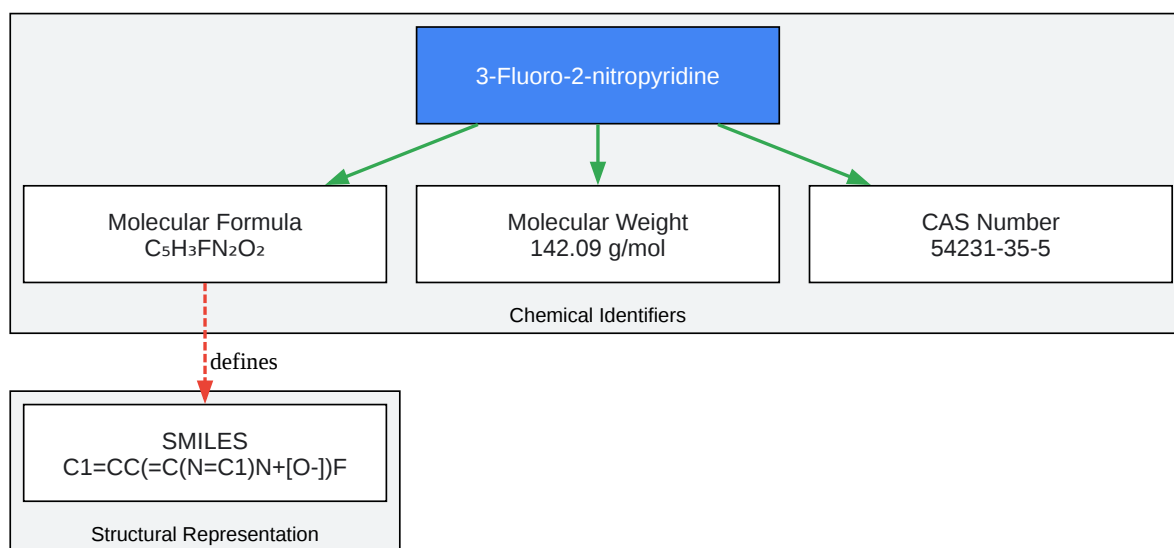 3-Fluoro-2-nitropyridine
Molecular Formula
C₅H₃FN₂O₂
Molecular Weight
142.09 g/mol
CAS Number
54231-35-5
Chemical Identifiers
defines
SMILES
C1=CC(=C(N=C1)N+[O-])F
Structural Representation